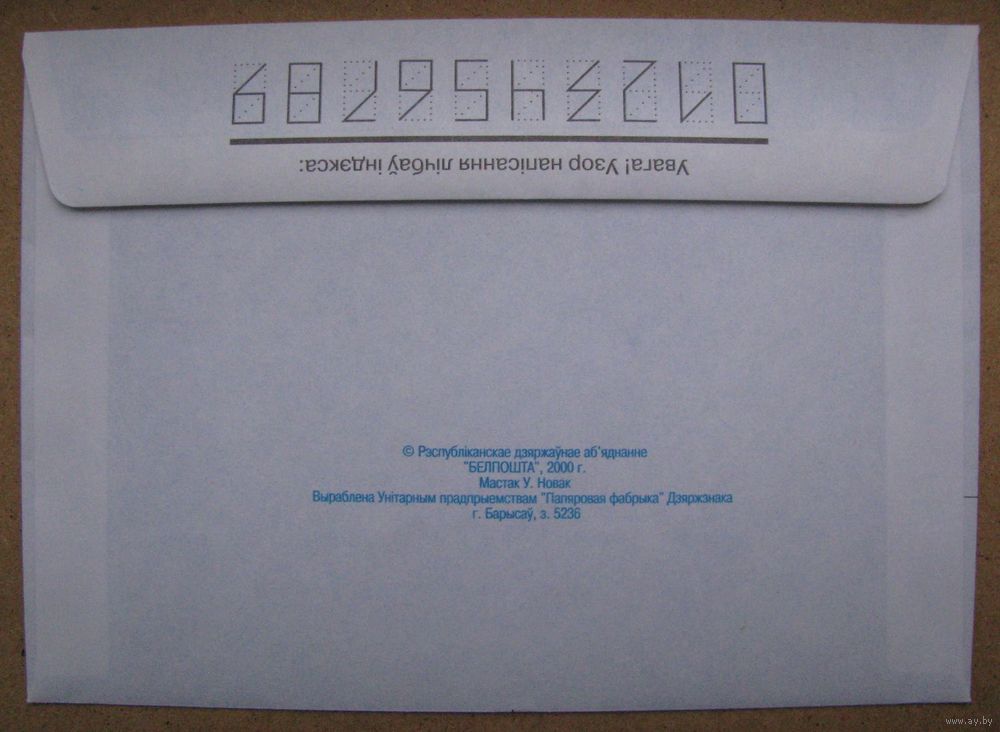 Увага! Узор напісання лічбаў індэкса:
0123456789
© Рэспубліканскае дзяржаўнае аб'яднанне
"БЕЛПОШТА", 2000 г.
Мастак У. Новак
Выраблена Унітарным прадпрыемствам "Папяровая фабрыка" Дзяржзнака
г. Барысаў, з. 5236
www.ay.by